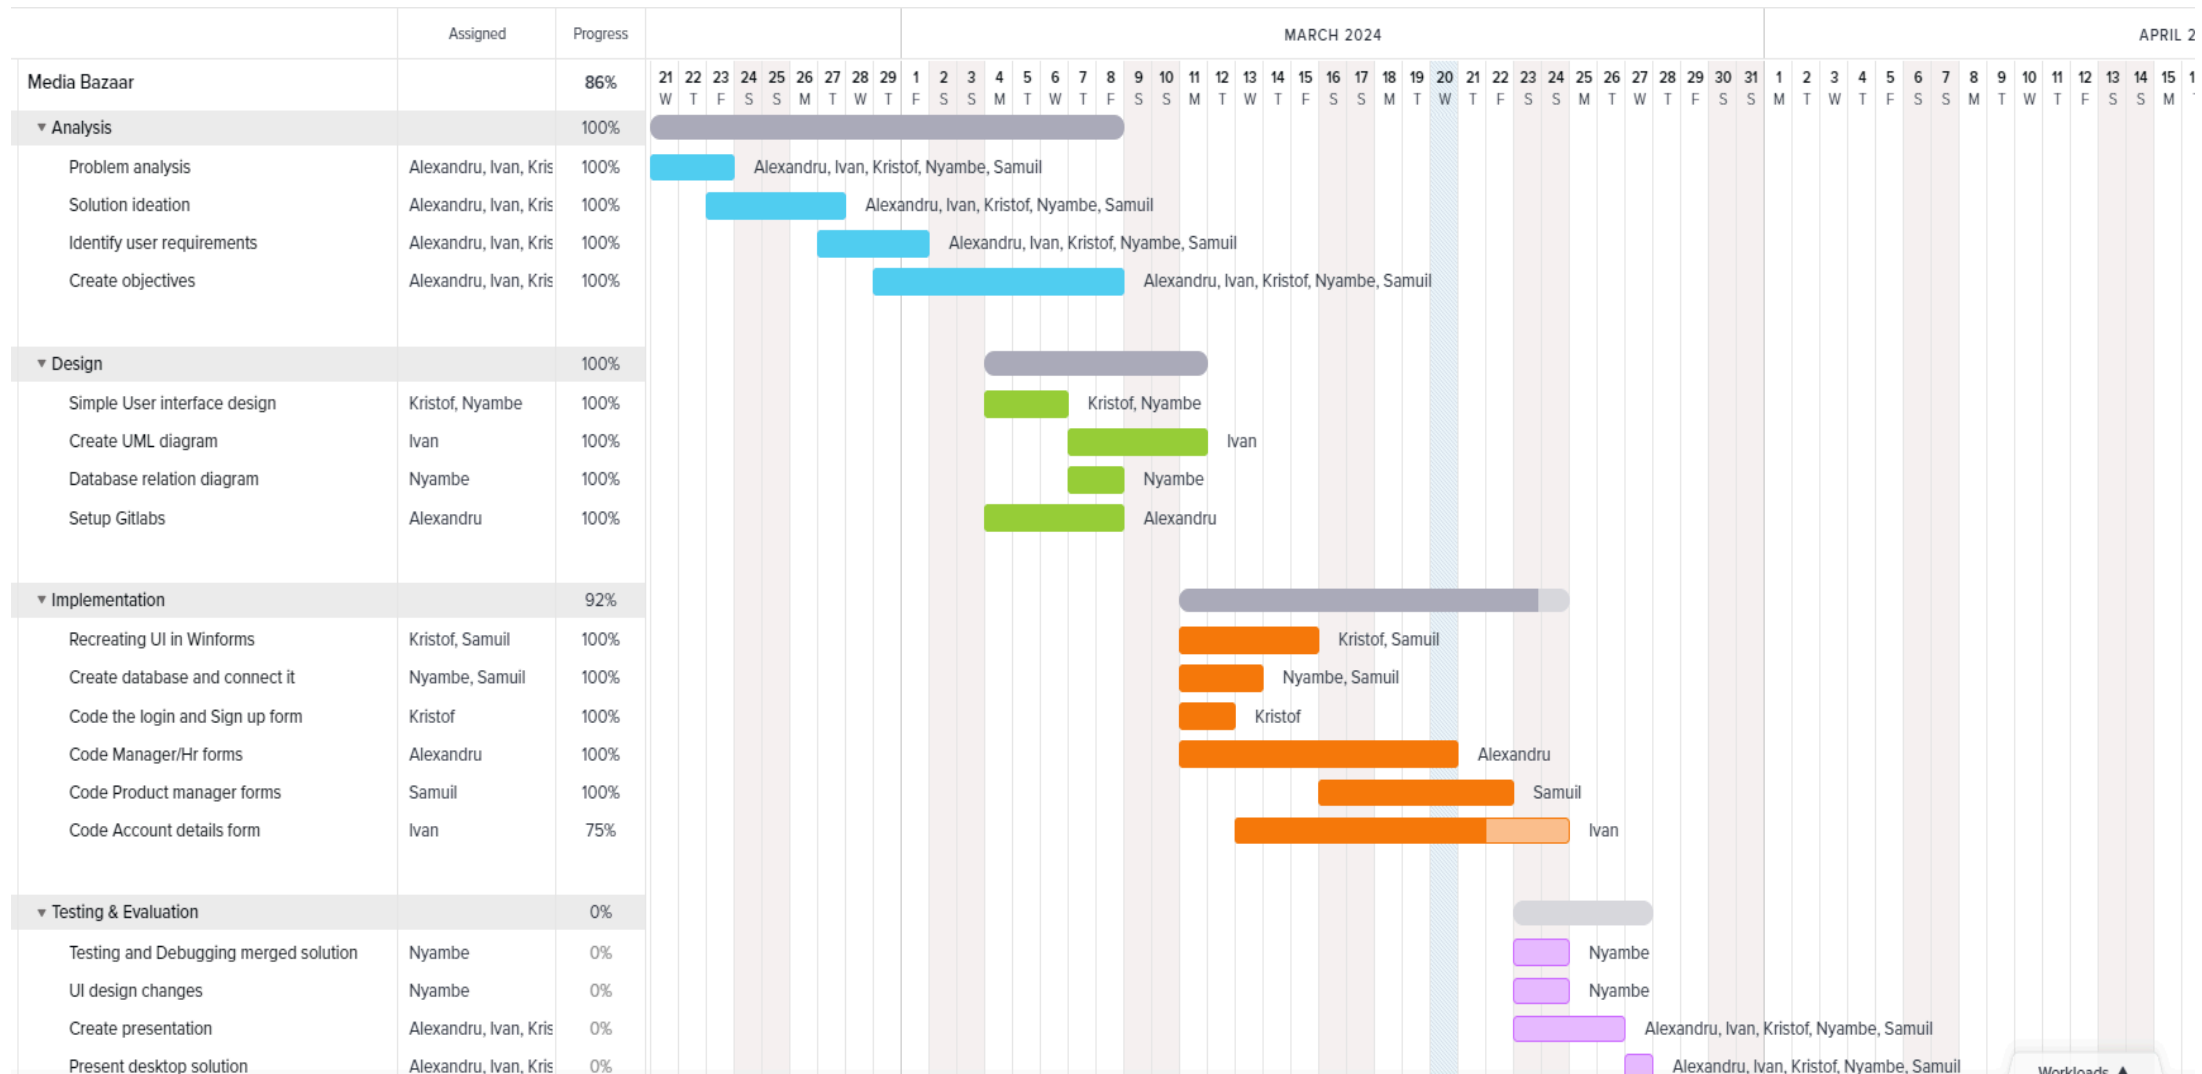 Assigned Progress MARCH 2024 APRIL 2
Media Bazaar 86% 21 22 23 24 25 26 27 28 29 1 2 3 4 5 6 7 8 9 10 11 12 13 14 15 16 17 18 19 20 21 22 23 24 25 26 27 28 29 30 31 1 2 3 4 5 6 7 8 9 10 11 12 13 14 15 1
W T F S S M T W T F S S M T W T F S S M T W T F S S M T W T F S S M T W T F S S M T W T F S S M T W T F S S M
▼ Analysis 100%
Problem analysis Alexandru, Ivan, Kris 100% Alexandru, Ivan, Kristof, Nyambe, Samuil
Solution ideation Alexandru, Ivan, Kris 100% Alexandru, Ivan, Kristof, Nyambe, Samuil
Identify user requirements Alexandru, Ivan, Kris 100% Alexandru, Ivan, Kristof, Nyambe, Samuil
Create objectives Alexandru, Ivan, Kris 100% Alexandru, Ivan, Kristof, Nyambe, Samuil
▼ Design 100%
Simple User interface design Kristof, Nyambe 100% Kristof, Nyambe
Create UML diagram Ivan 100% Ivan
Database relation diagram Nyambe 100% Nyambe
Setup Gitlabs Alexandru 100% Alexandru
▼ Implementation 92%
Recreating UI in Winforms Kristof, Samuil 100% Kristof, Samuil
Create database and connect it Nyambe, Samuil 100% Nyambe, Samuil
Code the login and Sign up form Kristof 100% Kristof
Code Manager/Hr forms Alexandru 100% Alexandru
Code Product manager forms Samuil 100% Samuil
Code Account details form Ivan 75% Ivan
▼ Testing & Evaluation 0%
Testing and Debugging merged solution Nyambe 0% Nyambe
UI design changes Nyambe 0% Nyambe
Create presentation Alexandru, Ivan, Kris 0% Alexandru, Ivan, Kristof, Nyambe, Samuil
Present desktop solution Alexandru, Ivan, Kris 0% Alexandru, Ivan, Kristof, Nyambe, Samuil
Workloads ▲